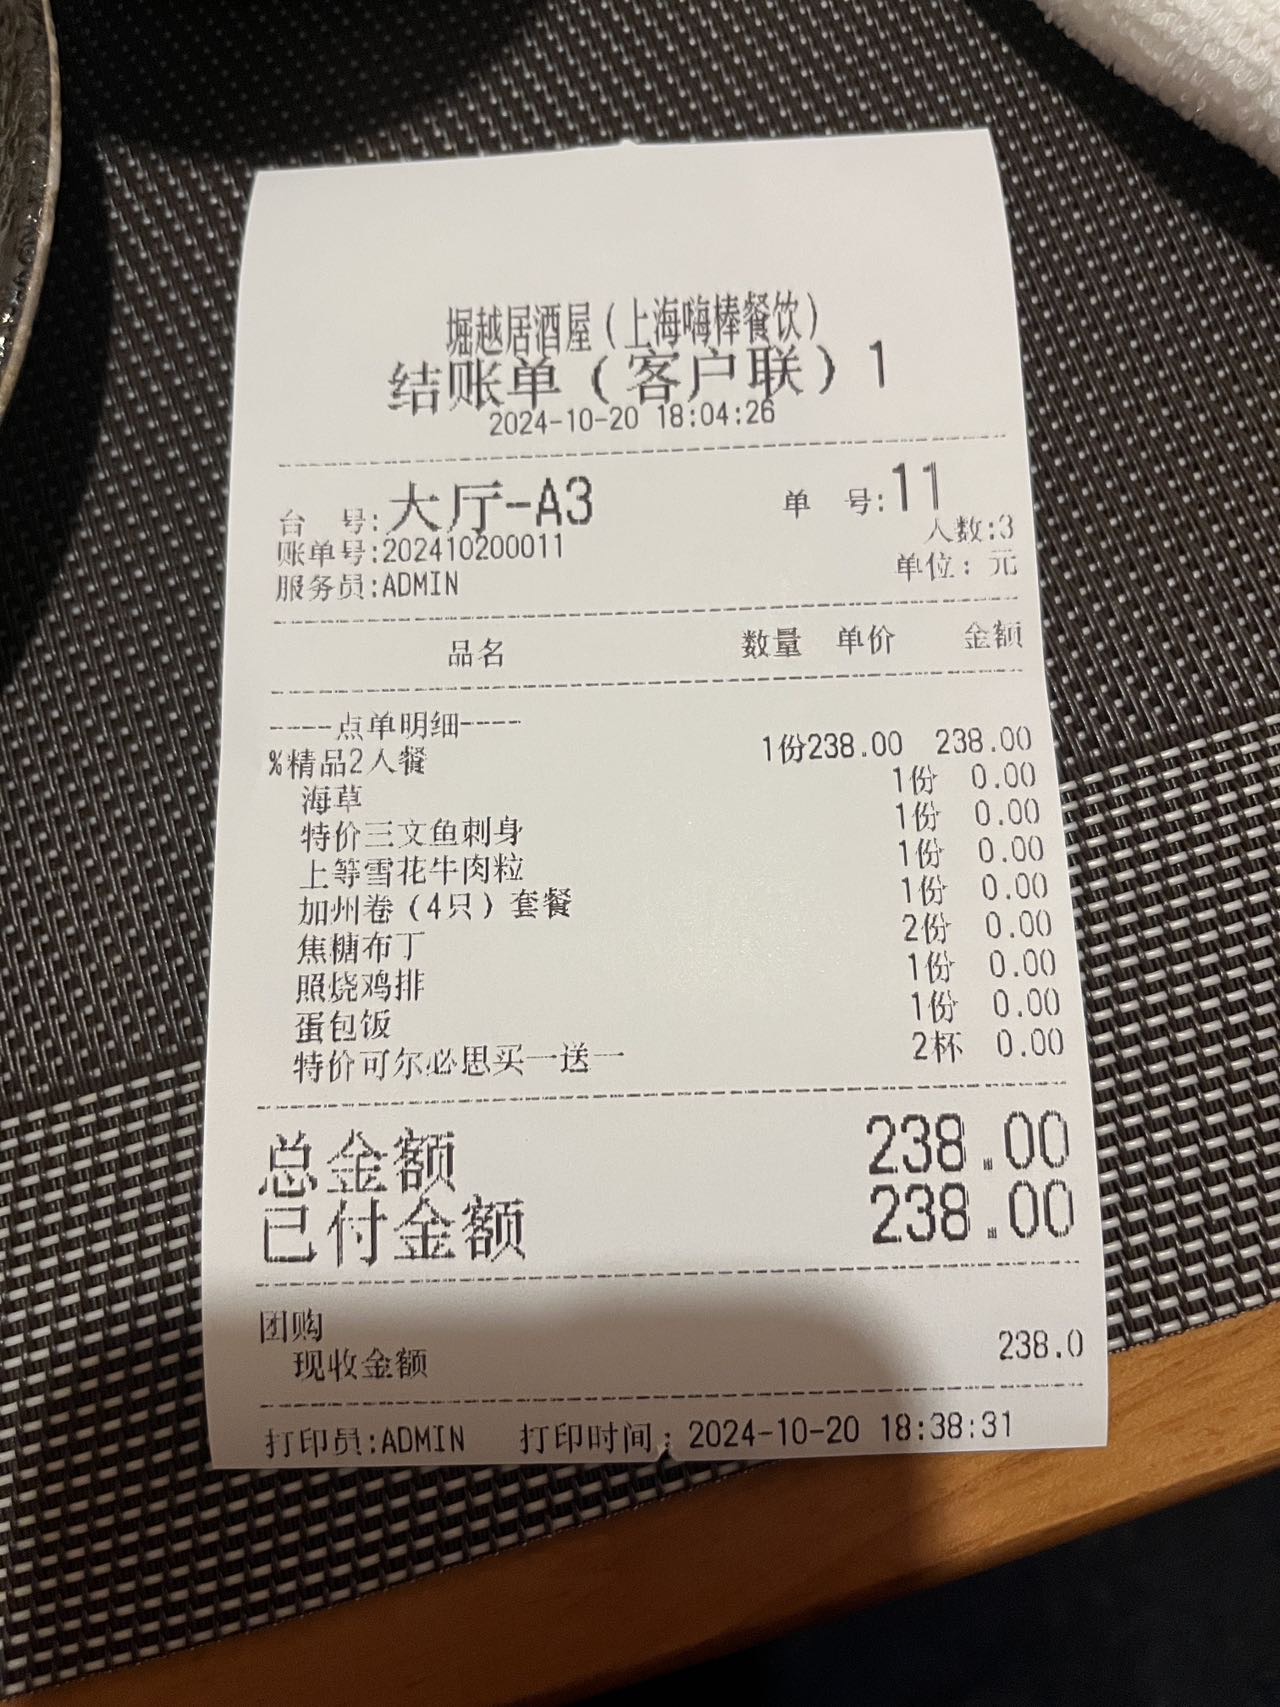 堀越居酒屋（上海嗨棒餐饮）
结账单（客户联）1
2024-10-20 18:04:26
台 号:大厅-A3 单 号:11
人数:3
账单号:202410200011
服务员:ADMIN 单位：元
品名 数量 单价 金额
----点单明细----
%精品2人餐 1份238.00 238.00
海草 1份 0.00
特价三文鱼刺身 1份 0.00
上等雪花牛肉粒 1份 0.00
加州卷（4只）套餐 1份 0.00
焦糖布丁 2份 0.00
照烧鸡排 1份 0.00
蛋包饭 1份 0.00
特价可尔必思买一送一 2杯 0.00
总金额 238.00
已付金额 238.00
团购
现收金额 238.0
打印员:ADMIN 打印时间：2024-10-20 18:38:31